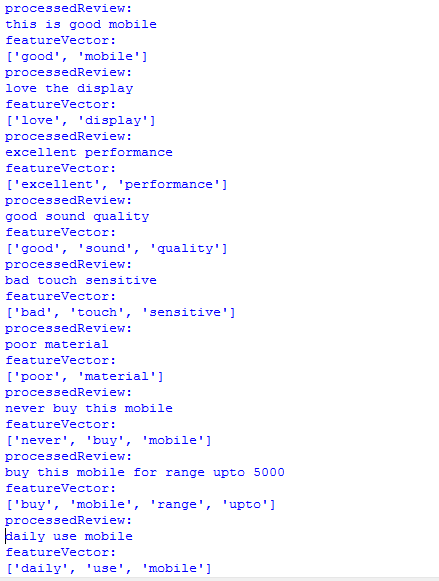 processedReview:
this is good mobile
featureVector:
['good', 'mobile']
processedReview:
love the display
featureVector:
['love', 'display']
processedReview:
excellent performance
featureVector:
['excellent', 'performance']
processedReview:
good sound quality
featureVector:
['good', 'sound', 'quality']
processedReview:
bad touch sensitive
featureVector:
['bad', 'touch', 'sensitive']
processedReview:
poor material
featureVector:
['poor', 'material']
processedReview:
never buy this mobile
featureVector:
['never', 'buy', 'mobile']
processedReview:
buy this mobile for range upto 5000
featureVector:
['buy', 'mobile', 'range', 'upto']
processedReview:
daily use mobile
featureVector:
['daily', 'use', 'mobile']